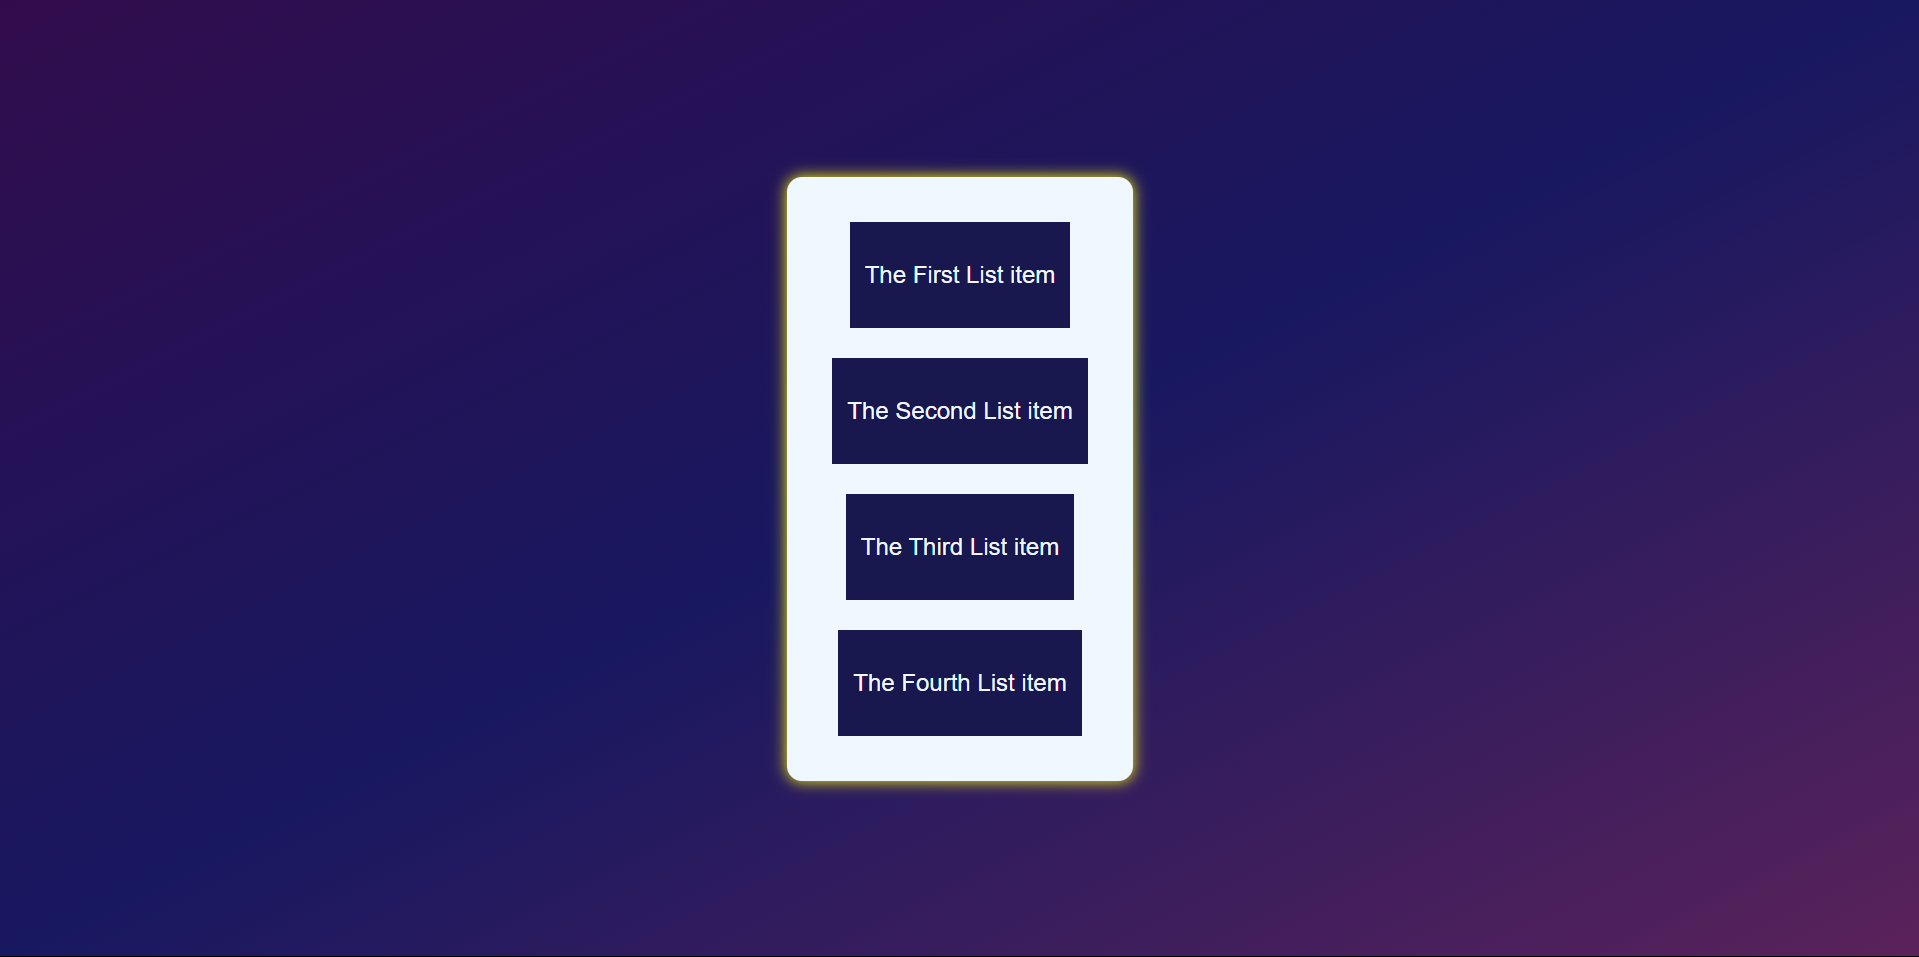 The First List item
The Second List item
The Third List item
The Fourth List item